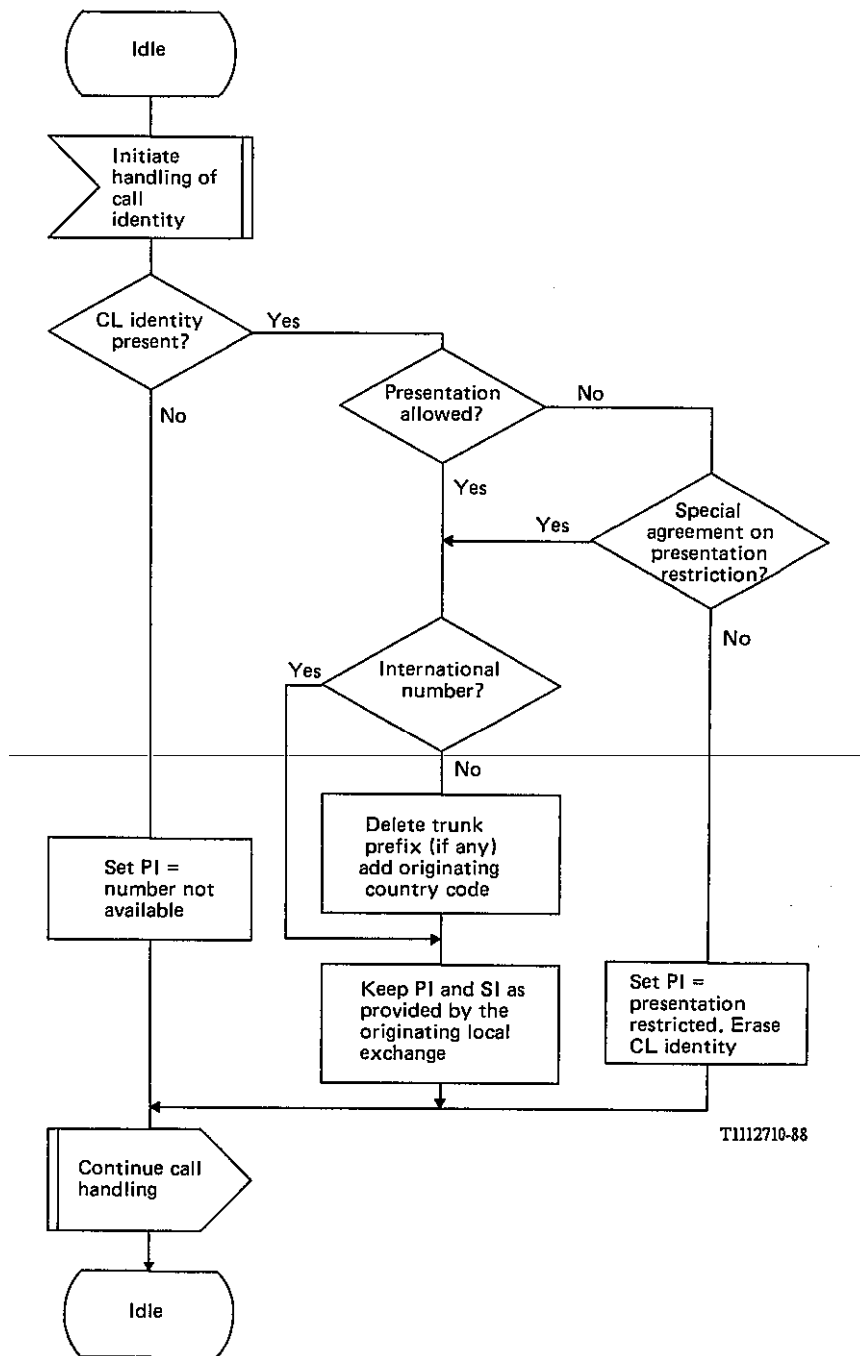 Idle
Initiate
handling of
call
identity
CL identity
present?
Yes
No
Presentation
allowed?
No
Yes
Special
agreement on
presentation
restriction?
Yes
No
International
number?
Yes
No
Delete trunk
prefix (if any)
add originating
country code
Set PI =
number not
available
Keep PI and SI as
provided by the
originating local
exchange
Set PI =
presentation
restricted. Erase
CL identity
T1112710-88
Continue call
handling
Idle